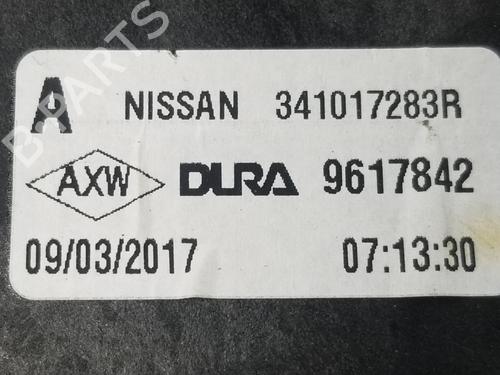 A NISSAN 341017283R
AXW DURA 9617842
09/03/2017 07:13:30
B-PARTS